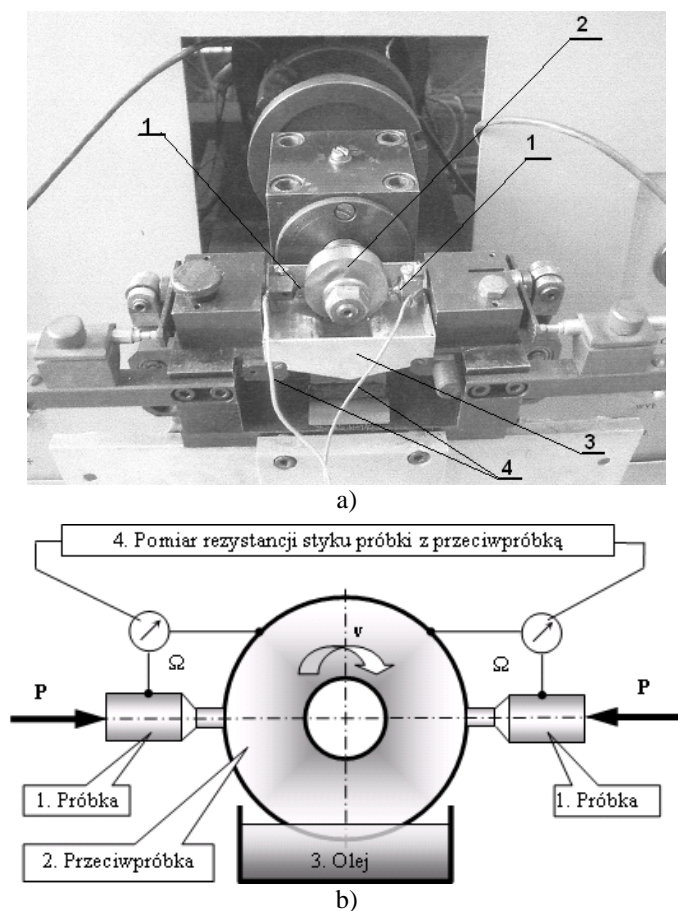 2
1
1
3
4
a)
4. Pomiar rezystancji styku próbki z przeciwpróbką
v
Ω
Ω
P
P
1. Próbka
1. Próbka
2. Przeciwpróbka
3. Olej
b)